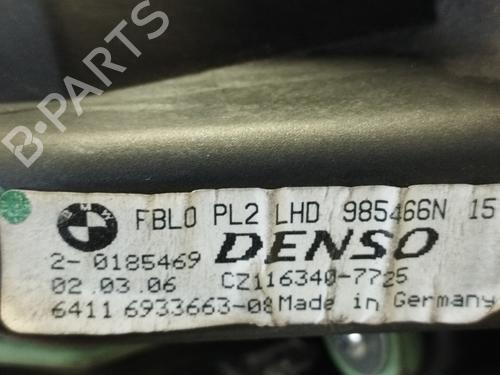 B-PARTS
BMW FBLO PL2 LHD 985466N 15
2- 0185469 DENSO
02.03.06 CZ116340-7725
6411 6933663-08 Made in Germany